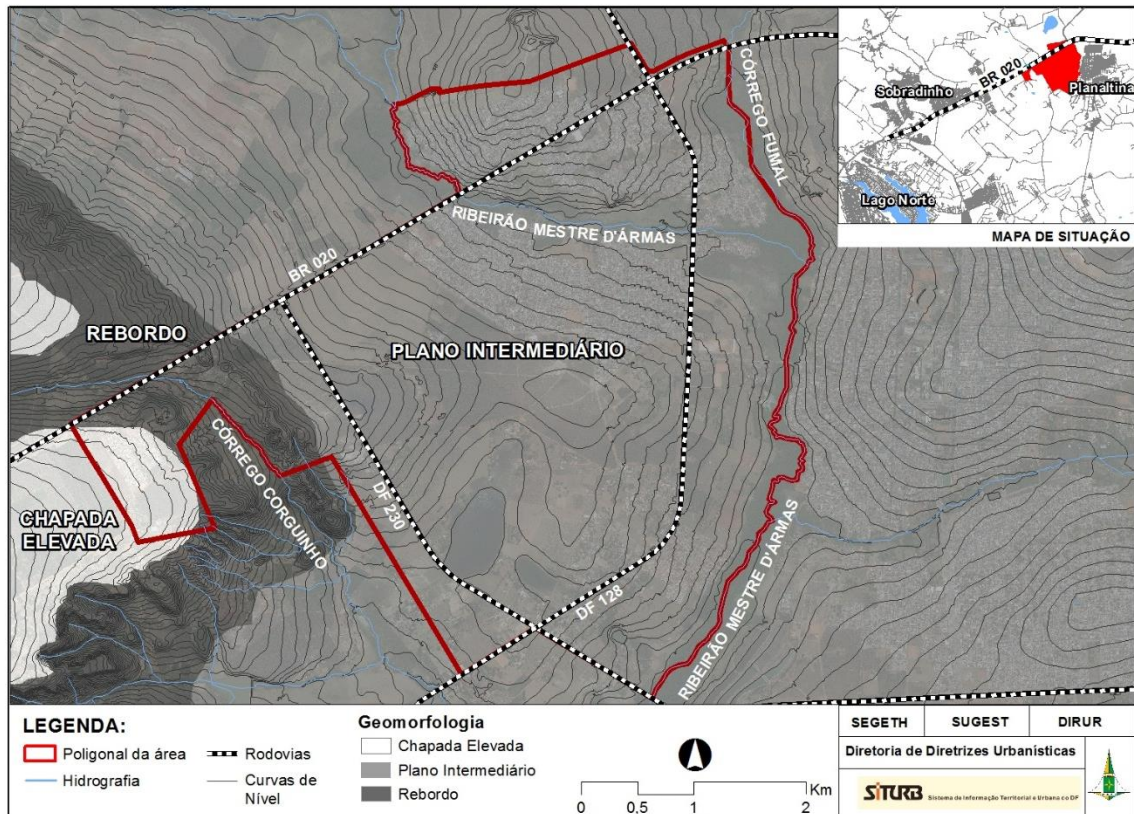 CÓRREGO FUMAL
RIBEIRÃO MESTRE D'ÁRMAS
BR 020
REBORDO
PLANO INTERMEDIÁRIO
CÓRREGO CORGUINHO
CHAPADA
ELEVADA
DF 230
DF 128
RIBEIRÃO MESTRE D'ÁRMAS
BR 020
Sobradinho
Planaltina
Lago Norte
MAPA DE SITUAÇÃO
LEGENDA:
Poligonal da área
Rodovias
Hidrografia
Curvas de
Nível
Geomorfologia
Chapada Elevada
Plano Intermediário
Rebordo
Km
0 0,5 1 2
SEGETH SUGEST DIRUR
Diretoria de Diretrizes Urbanísticas
SITURB Sistema de Informação Territorial e Urbana do DF